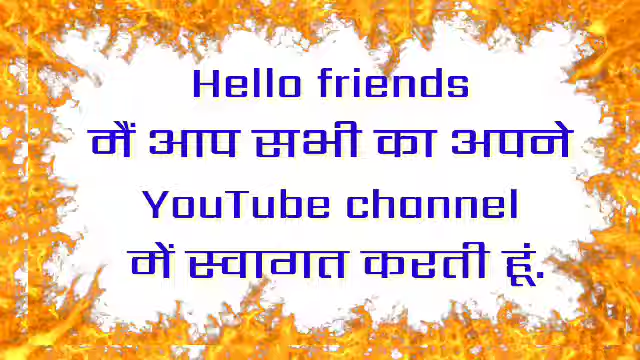 Hello friends
मैं आप सभी का अपने
YouTube channel
में स्वागत करती हूं.